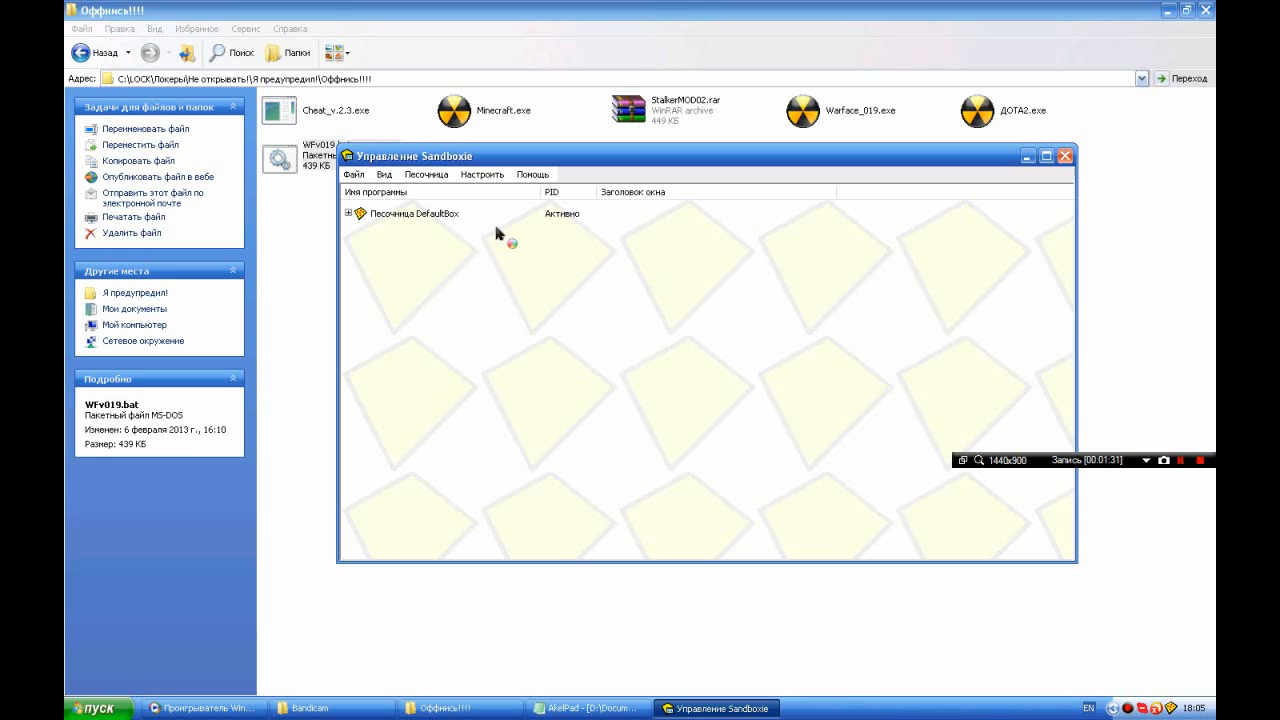 Оффнись!!!!
Файл Правка Вид Избранное Сервис Справка
Назад Поиск Папки
Адрес: C:\LOCK\Локеры\Не открывать!\Я предупредил!\Оффнись!!!! Переход
Задачи для файлов и папок
Переименовать файл
Переместить файл
Копировать файл
Опубликовать файл в вебе
Отправить этот файл по
электронной почте
Печатать файл
Удалить файл
Другие места
Я предупредил!
Мои документы
Мой компьютер
Сетевое окружение
Подробно
WFv019.bat
Пакетный файл MS-DOS
Изменен: 6 февраля 2013 г., 16:10
Размер: 439 КБ
Cheat_v.2.3.exe
Minecraft.exe
StalkerMOD02.rar
WinRAR archive
449 КБ
Warface_019.exe
ДОТА2.exe
439 КБ
Управление Sandboxie
Файл Вид Песочница Настроить Помощь
Имя программы PID Заголовок окна
Песочница DefaultBox Активно
1440x900 Запись [00:01:31]
пуск Проигрыватель Win... Bandicam Оффнись!!!! AkelPad - [D:\Docum... Управление Sandboxie EN 18:05